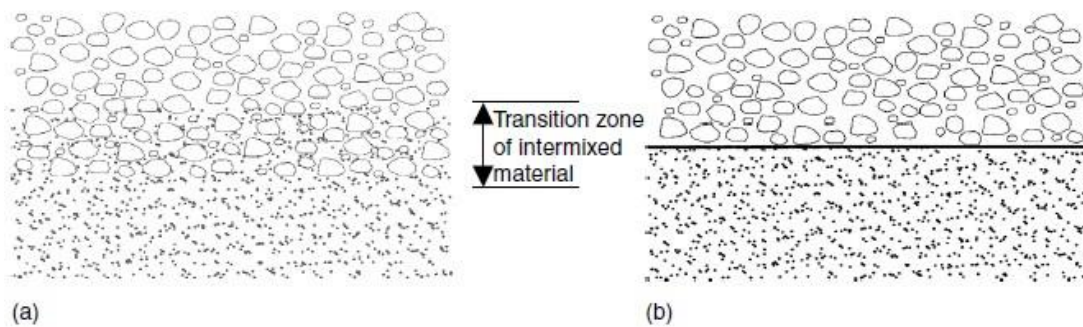 Transition zone
of intermixed
material
(a)
(b)